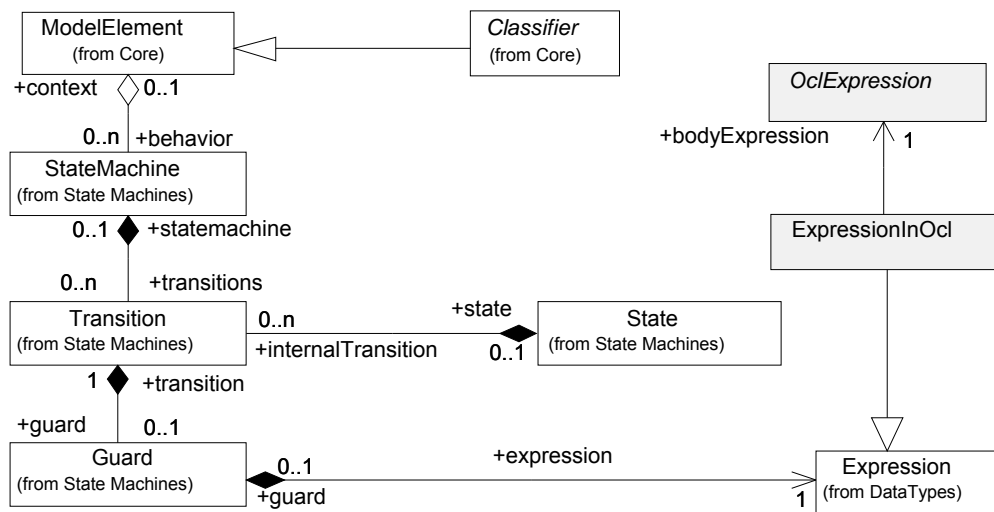 ModelElement
(from Core)
Classifier
(from Core)
+context
0..1
OclExpression
0..n
+behavior
+bodyExpression
1
StateMachine
(from State Machines)
0..1
+statemachine
ExpressionInOcl
0..n
+transitions
Transition
(from State Machines)
0..n
+internalTransition
+state
0..1
State
(from State Machines)
1
+transition
+guard
0..1
Guard
(from State Machines)
0..1
+guard
+expression
1
Expression
(from DataTypes)